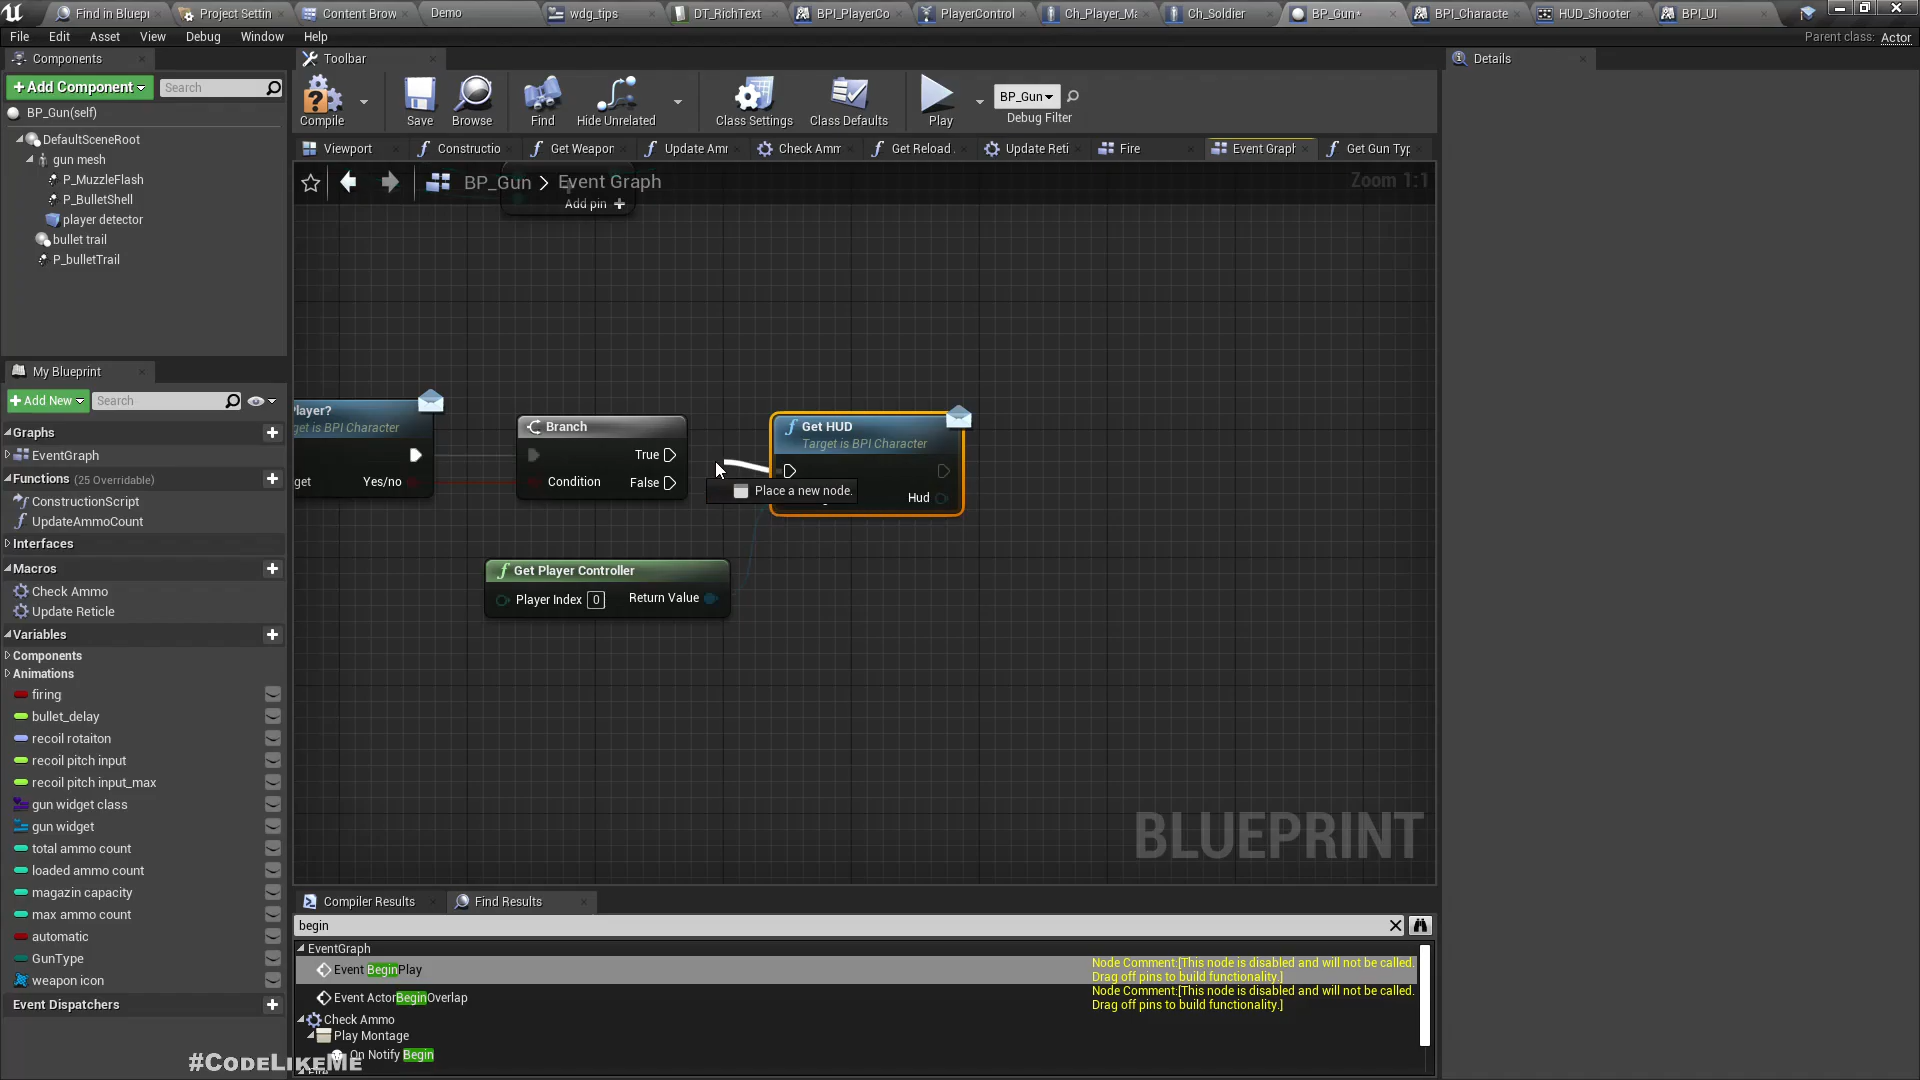 Find in Bluepi
Project Settin
Content Brow
Demo
wdg_tips
DT_RichText
BPI_PlayerCo
PlayerControl
Ch_Player_Ma
Ch_Soldier
BP_Gun*
BPI_Characte
HUD_Shooter
BPI_UI
File
Edit
Asset
View
Debug
Window
Help
Parent class: Actor
Components
Toolbar
Details
+Add Component
Search
Compile
Save
Browse
Find
Hide Unrelated
Class Settings
Class Defaults
Play
BP_Gun
Debug Filter
BP_Gun(self)
DefaultSceneRoot
gun mesh
P_MuzzleFlash
P_BulletShell
player detector
bullet trail
P_bulletTrail
Viewport
Constructio
Get Weapon
Update Am
Check Amm
Get Reload
Update Reti
Fire
Event Graph
Get Gun Typ
BP_Gun > Event Graph
Zoom 1:1
Add pin +
My Blueprint
+Add New
Search
Graphs
EventGraph
Functions (25 Overridable)
ConstructionScript
UpdateAmmoCount
Interfaces
Macros
Check Ammo
Update Reticle
Variables
Components
Animations
firing
bullet_delay
recoil rotaiton
recoil pitch input
recoil pitch input_max
gun widget class
gun widget
total ammo count
loaded ammo count
magazin capacity
max ammo count
automatic
GunType
weapon icon
Event Dispatchers
Player?
get is BPI Character
get
Yes/no
Branch
True
Condition
False
Get HUD
Target is BPI Character
Hud
Place a new node.
Get Player Controller
Player Index 0
Return Value
BLUEPRINT
Compiler Results
Find Results
begin
EventGraph
Event BeginPlay
Node Comment:[This node is disabled and will not be called.
Drag off pins to build functionality.]
Event ActorBeginOverlap
Node Comment:[This node is disabled and will not be called.
Drag off pins to build functionality.]
Check Ammo
Play Montage
On Notify Begin
#CodeLikeMe